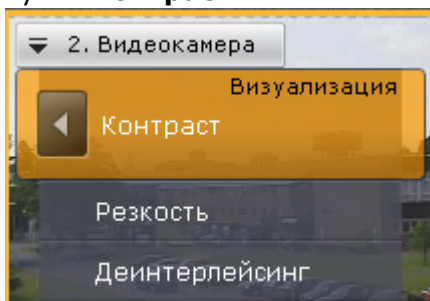 2. Видеокамера
Визуализация
Контраст
Резкость
Деинтерлейсинг